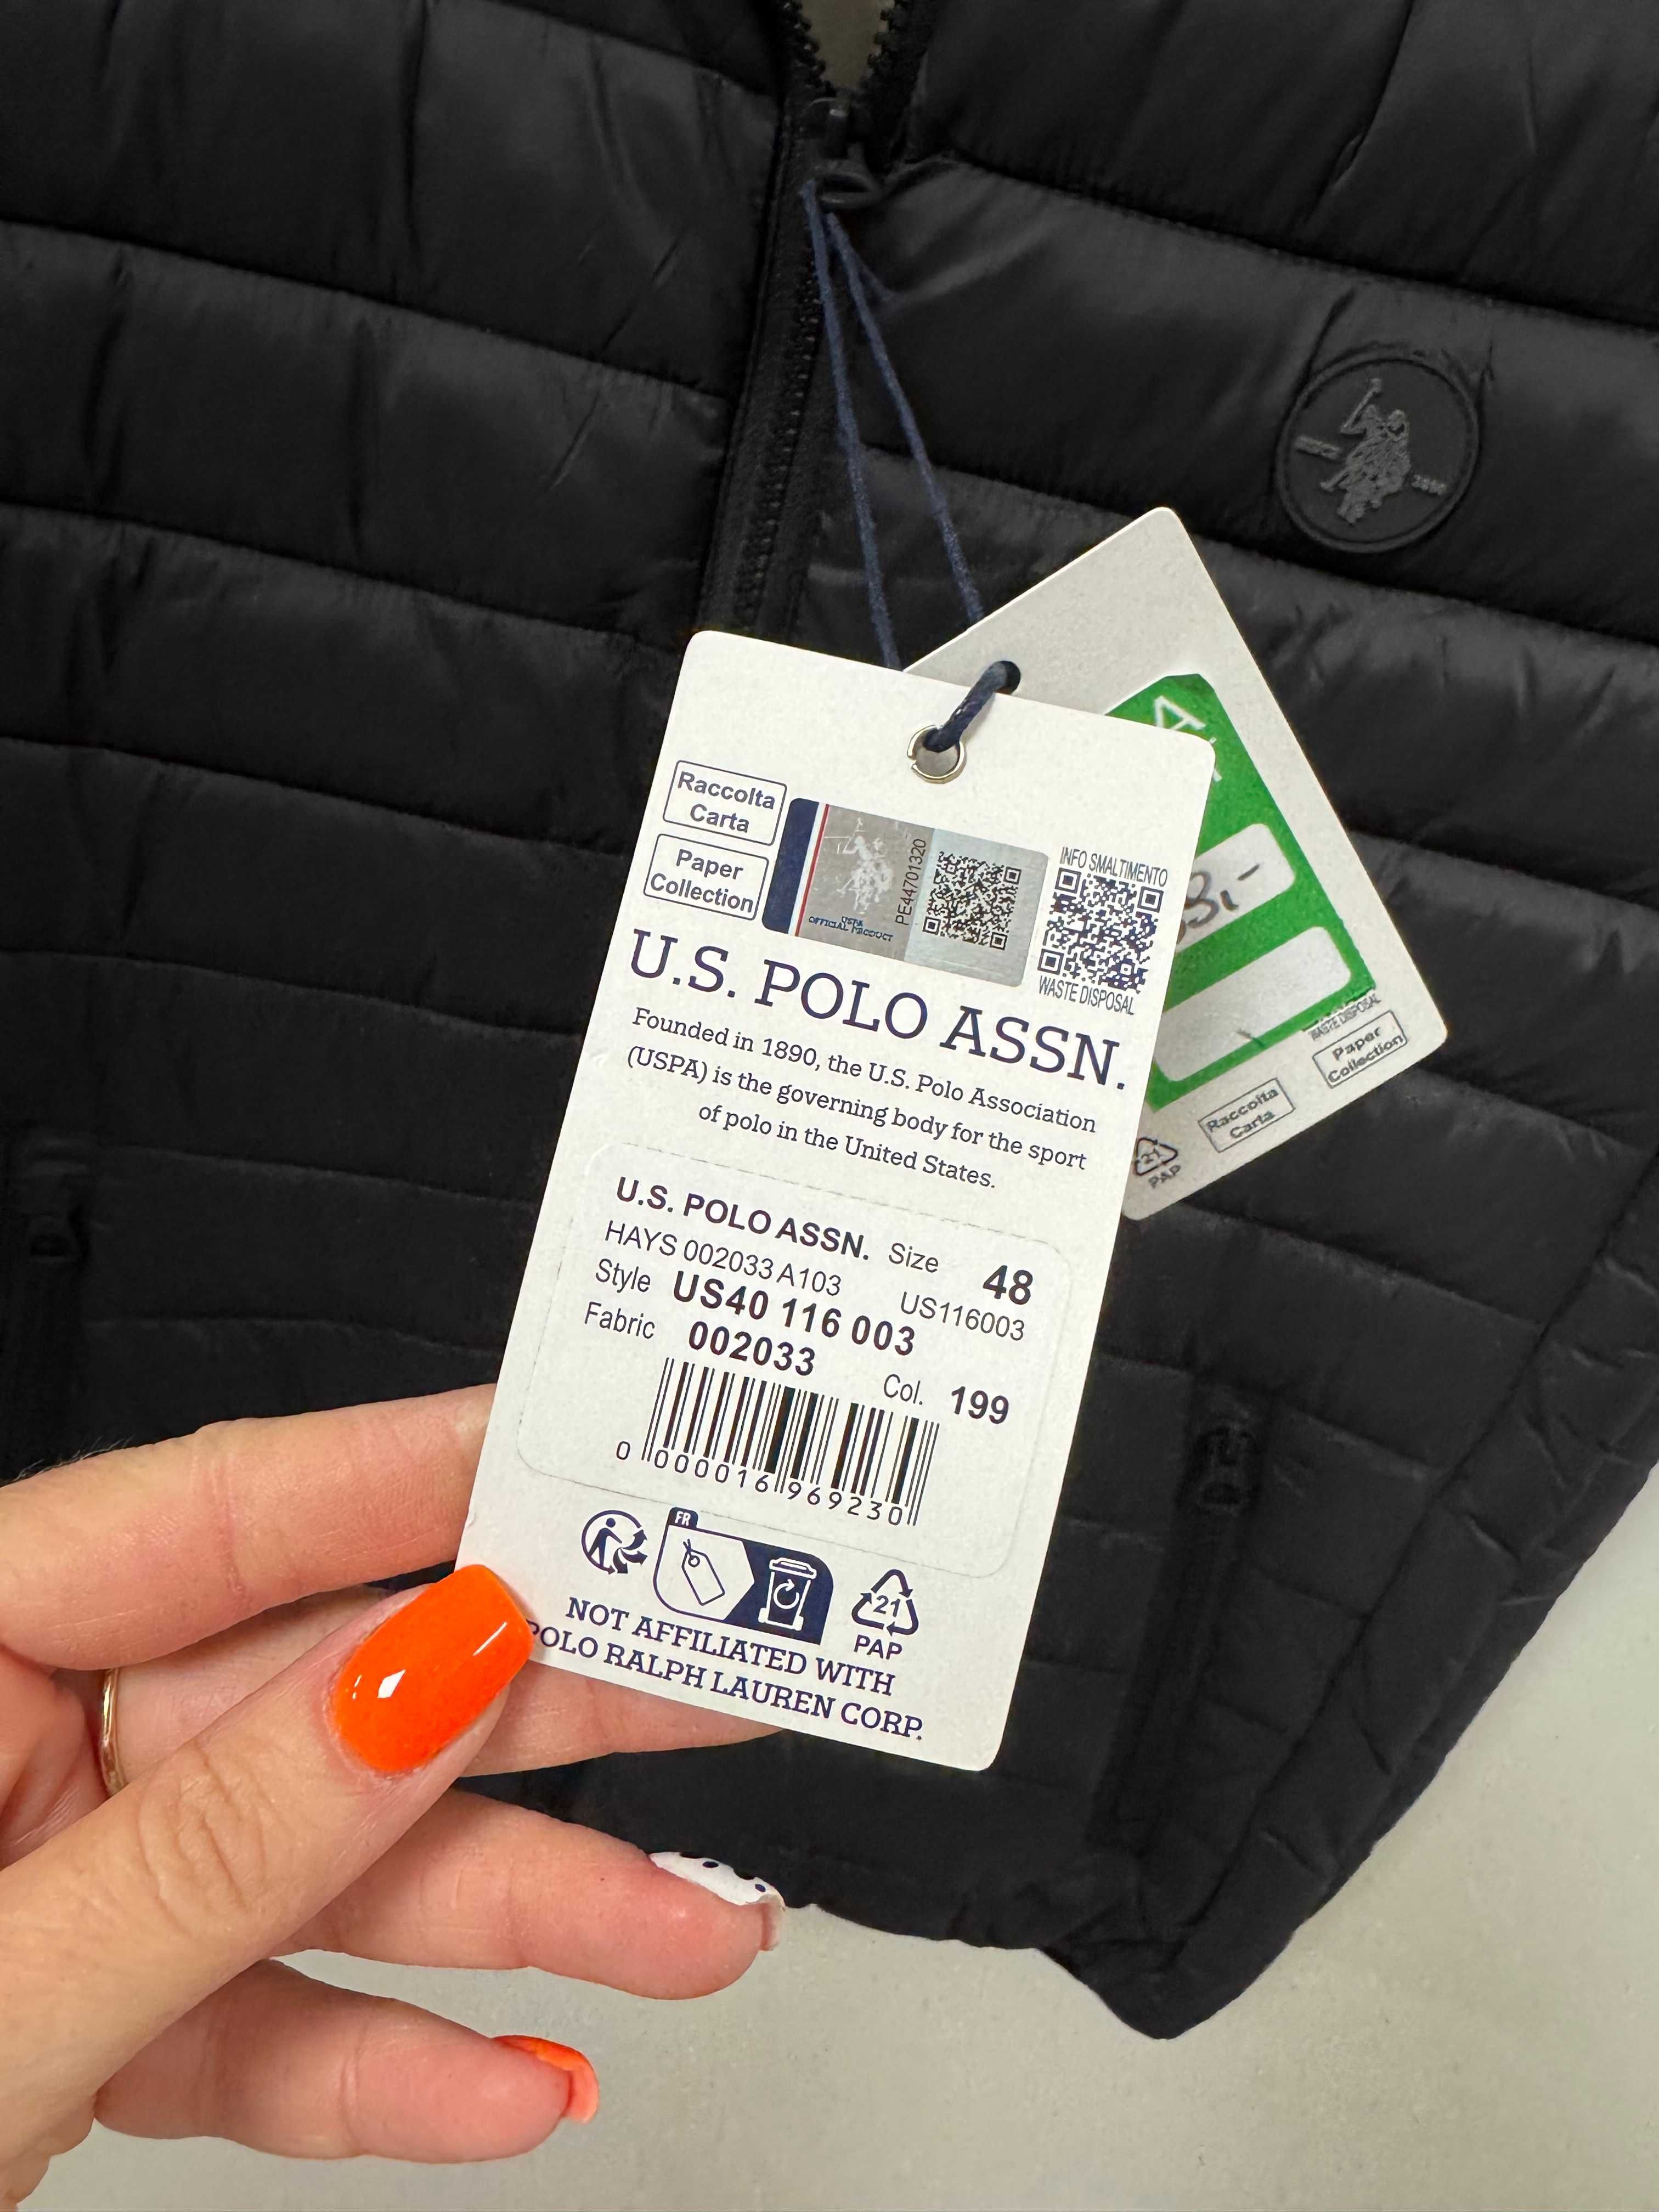 Raccolta
Carta
Paper
Collection
USPA
OFFICIAL PRODUCT
PE44701320
INFO SMALTIMENTO
WASTE DISPOSAL
U.S. POLO ASSN.
Founded in 1890, the U.S. Polo Association
(USPA) is the governing body for the sport
of polo in the United States.
U.S. POLO ASSN. Size 48
HAYS 002033 A103 US116003
Style US40 116 003
Fabric 002033
Col. 199
0 000016 969230
FR
21
PAP
NOT AFFILIATED WITH
POLO RALPH LAUREN CORP.
A
3,-
WASTE DISPOSAL
Paper
Collection
Raccolta
Carta
21
PAP